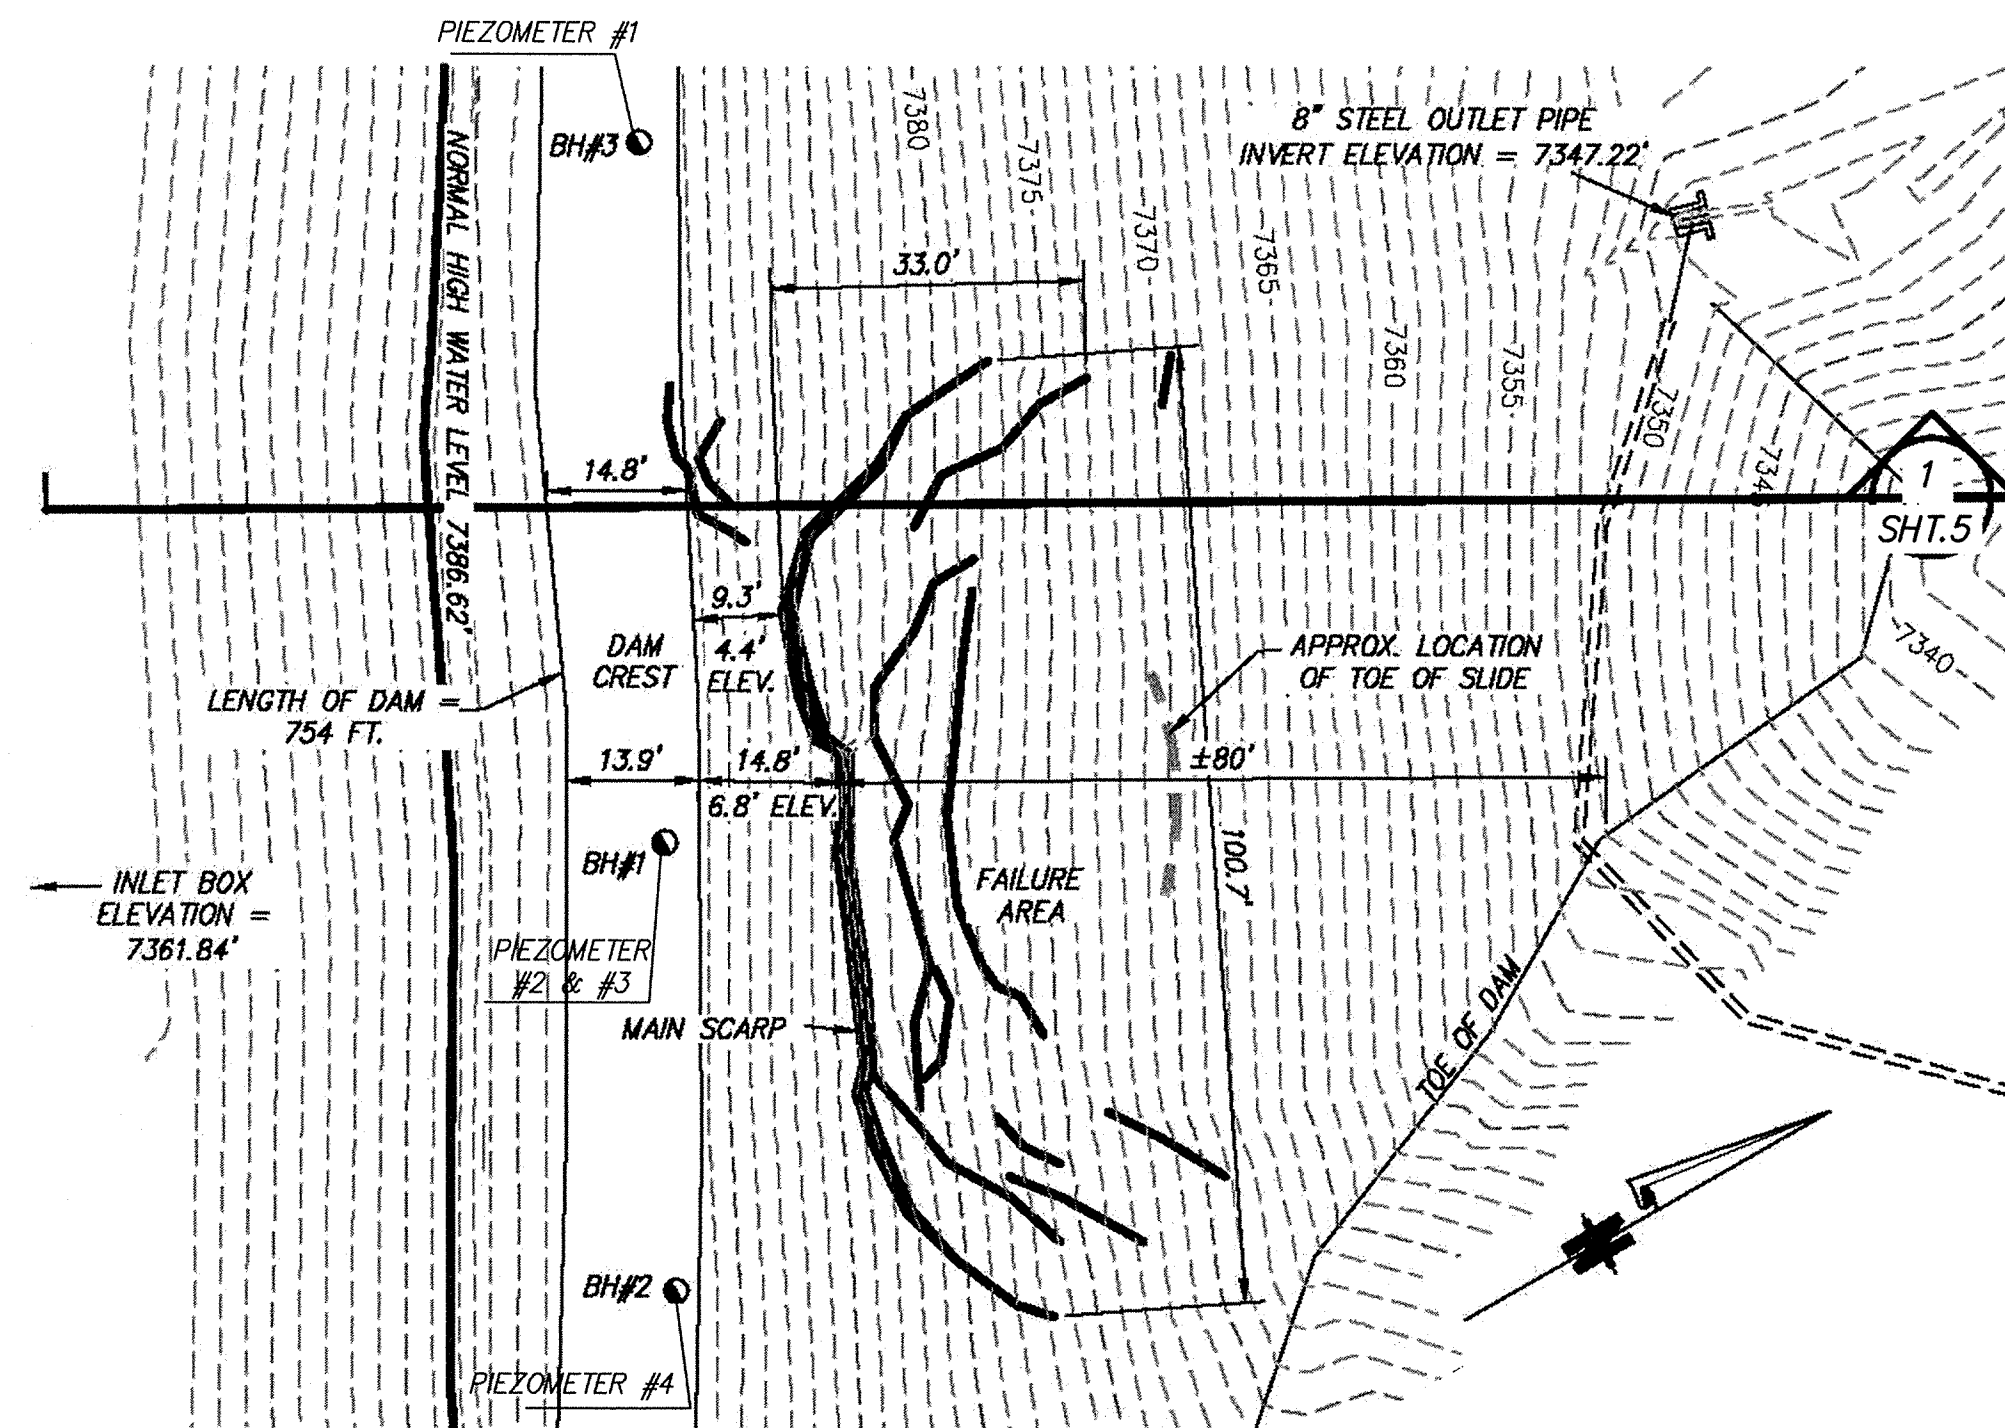 PIEZOMETER #1
BH#3
NORMAL HIGH WATER LEVEL 7386.62'
7380
7375
7370
7365
7360
7355
7350
7345
7340
8" STEEL OUTLET PIPE
INVERT ELEVATION = 7347.22'
33.0'
14.8'
1
SHT.5
9.3'
4.4'
ELEV.
DAM
CREST
APPROX. LOCATION
OF TOE OF SLIDE
LENGTH OF DAM =
754 FT.
13.9'
14.8'
±80'
6.8' ELEV.
BH#1
100.7'
FAILURE
AREA
INLET BOX
ELEVATION =
7361.84'
PIEZOMETER
#2 & #3
MAIN SCARP
TOE OF DAM
BH#2
PIEZOMETER #4